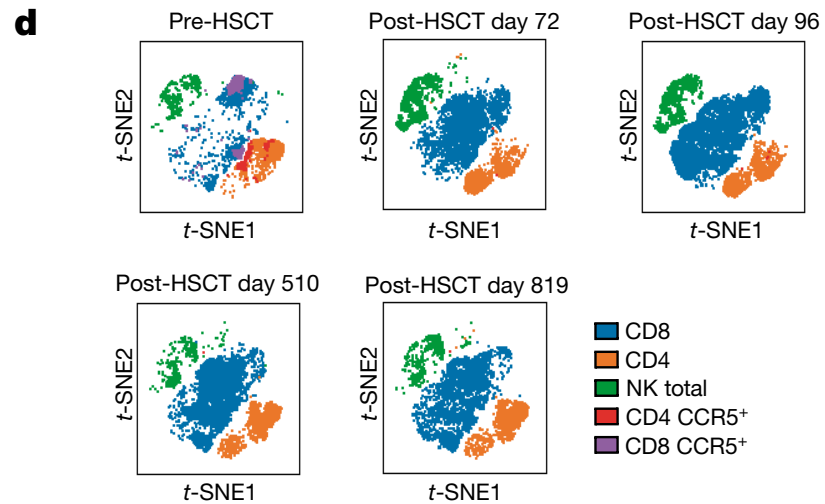 d
Pre-HSCT
Post-HSCT day 72
Post-HSCT day 96
t-SNE2
t-SNE2
t-SNE2
t-SNE1
t-SNE1
t-SNE1
Post-HSCT day 510
Post-HSCT day 819
t-SNE2
t-SNE2
t-SNE1
t-SNE1
CD8
CD4
NK total
CD4 CCR5⁺
CD8 CCR5⁺